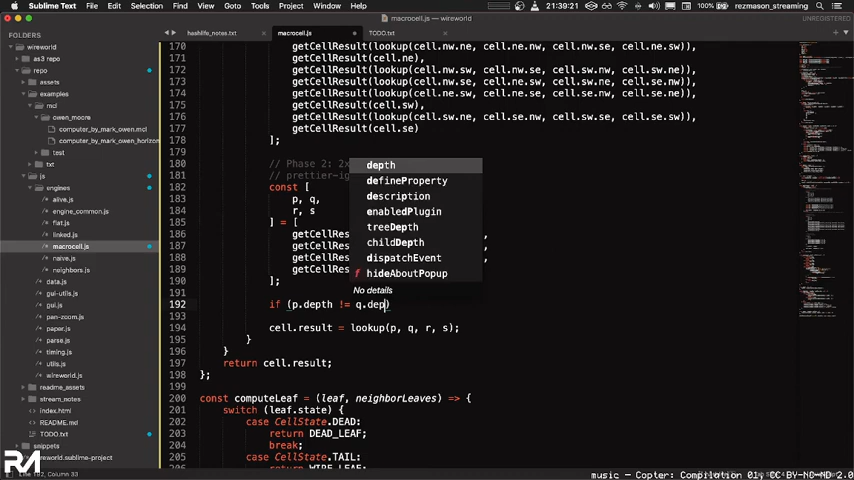 Sublime Text File Edit Selection Find View Goto Tools Project Window Help
100% 21:39:21 rezmason_streaming
macrocell.js — wireworld
UNREGISTERED
FOLDERS
wireworld
as3 repo
repo
assets
examples
mcl
owen_moore
computer_by_mark_owen.mcl
computer_by_mark_owen_horizon
test
txt
js
engines
alive.js
engine_common.js
flat.js
linked.js
macrocell.js
naive.js
neighbors.js
data.js
gui-utils.js
gui.js
paper.js
parse.js
timing.js
utils.js
wireworld.js
readme_assets
stream_notes
index.html
README.md
TODO.txt
snippets
wireworld.sublime-project
hashlife_notes.txt
macrocell.js
TODO.txt
170 getCellResult(lookup(cell.nw.ne, cell.ne.nw, cell.nw.se, cell.ne.sw)),
171 getCellResult(cell.ne),
172 getCellResult(lookup(cell.nw.sw, cell.nw.se, cell.sw.nw, cell.sw.ne)),
173 getCellResult(lookup(cell.nw.se, cell.ne.sw, cell.sw.ne, cell.se.nw)),
174 getCellResult(lookup(cell.ne.sw, cell.ne.se, cell.se.nw, cell.se.ne)),
175 getCellResult(cell.sw),
176 getCellResult(lookup(cell.sw.ne, cell.se.nw, cell.sw.se, cell.se.sw)),
177 getCellResult(cell.se)
178 ];
179
180 // Phase 2: 2x
181 // prettier-ig
182 const [
183 p, q,
184 r, s
185 ] = [
186 getCellRes
187 getCellRes
188 getCellRes
189 getCellRes
190 ];
191
192 if (p.depth != q.dep)
193
194 cell.result = lookup(p, q, r, s);
195 }
196 }
197 return cell.result;
198 };
199
200 const computeLeaf = (leaf, neighborLeaves) => {
201 switch (leaf.state) {
202 case CellState.DEAD:
203 return DEAD_LEAF;
204 break;
205 case CellState.TAIL:
206 return WIRE_LEAF;
depth
defineProperty
description
enabledPlugin
treeDepth
childDepth
dispatchEvent
f hideAboutPopup
No details
RM
Line 192, Column 33
music - Copter: Compilation 01, CC BY-NC-ND 2.0